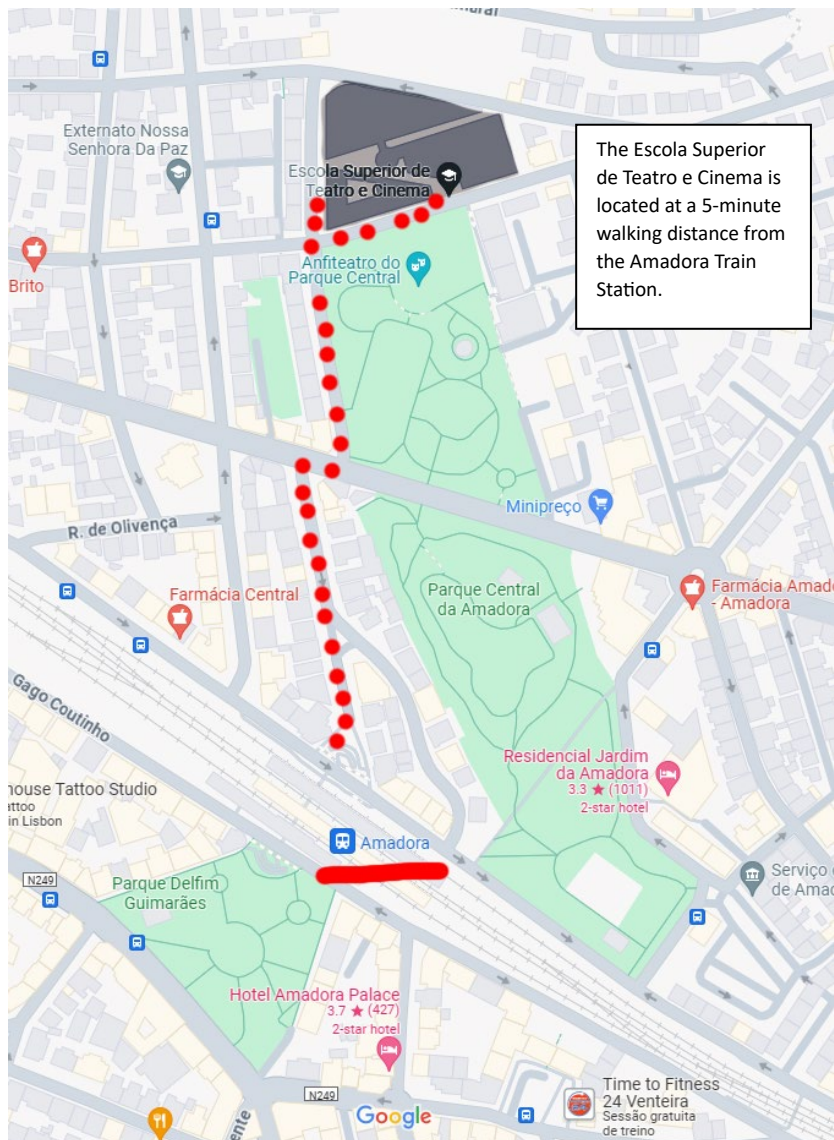 Externato Nossa
Senhora Da Paz
Escola Superior de
Teatro e Cinema
The Escola Superior
de Teatro e Cinema is
located at a 5-minute
walking distance from
the Amadora Train
Station.
Brito
Anfiteatro do
Parque Central
Minipreço
R. de Olivença
Farmácia Central
Parque Central
da Amadora
Farmácia Amado
- Amadora
Gago Coutinho
Residencial Jardim
da Amadora
3.3 ★ (1011)
2-star hotel
house Tattoo Studio
attoo
in Lisbon
Amadora
N249
Parque Delfim
Guimarães
Serviço
de Amad
Hotel Amadora Palace
3.7 ★ (427)
2-star hotel
N249
Google
Time to Fitness
24 Venteira
Sessão gratuita
de treino